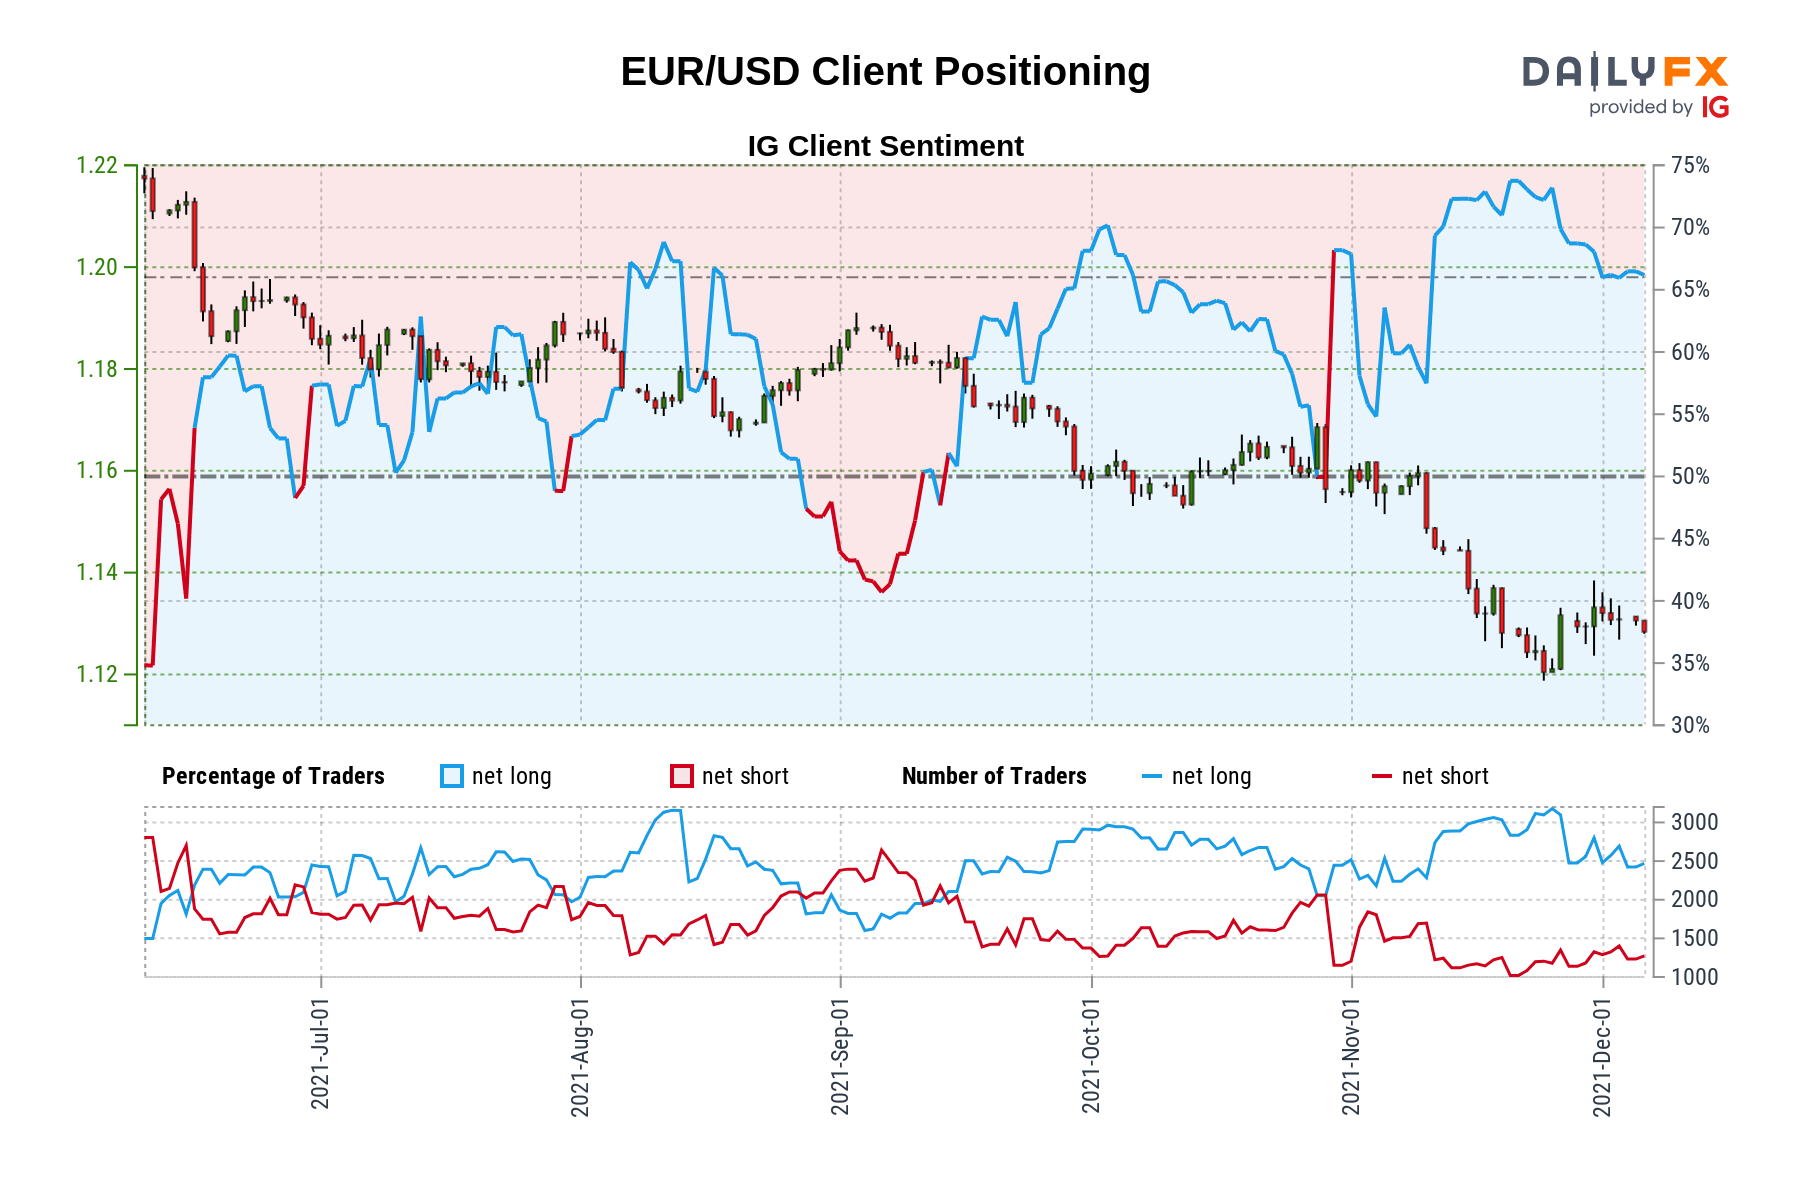 EUR/USD Client Positioning
DAILYFX
provided by IG
IG Client Sentiment
1.22
1.20
1.18
1.16
1.14
1.12
75%
70%
65%
60%
55%
50%
45%
40%
35%
30%
Percentage of Traders net long net short Number of Traders net long net short
3000
2500
2000
1500
1000
2021-Jul-01
2021-Aug-01
2021-Sep-01
2021-Oct-01
2021-Nov-01
2021-Dec-01